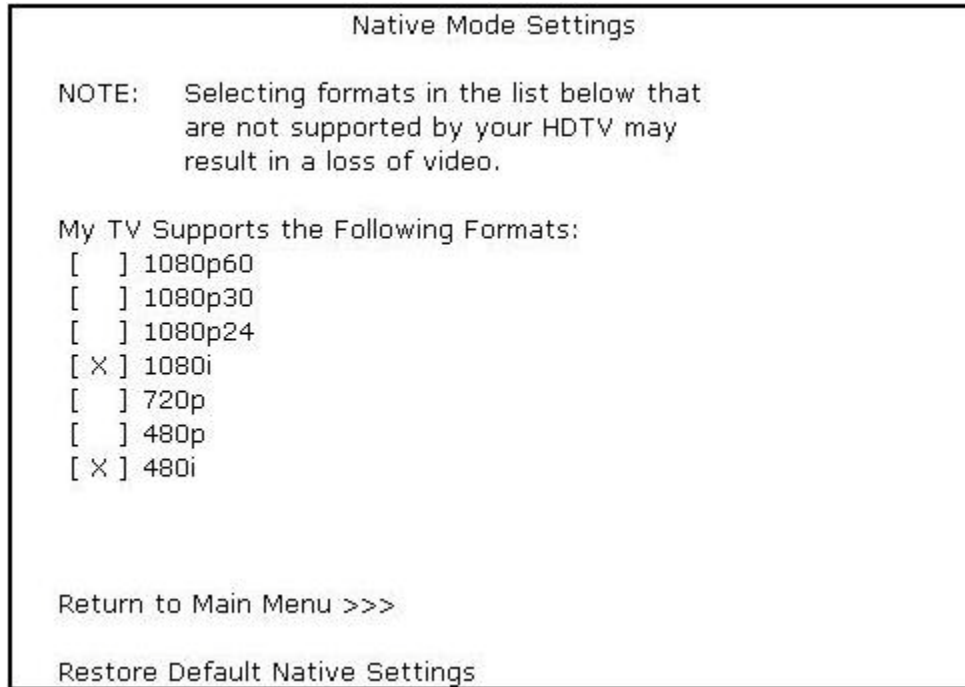 Native Mode Settings
NOTE: Selecting formats in the list below that
are not supported by your HDTV may
result in a loss of video.
My TV Supports the Following Formats:
[   ] 1080p60
[   ] 1080p30
[   ] 1080p24
[ X ] 1080i
[   ] 720p
[   ] 480p
[ X ] 480i
Return to Main Menu >>>
Restore Default Native Settings